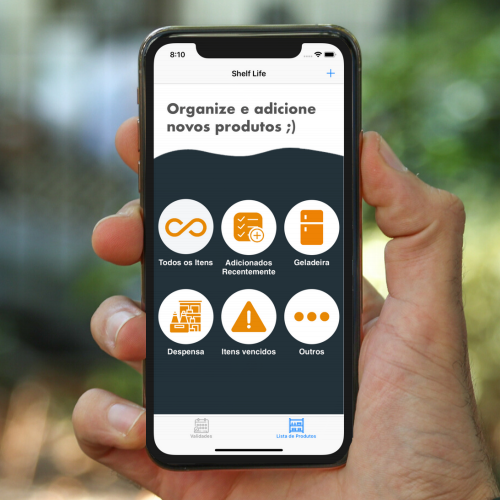 8:10
Shelf Life
Organize e adicione
novos produtos ;)
Todos os Itens
Adicionados
Recentemente
Geladeira
Despensa
Itens vencidos
Outros
Validades
Lista de Produtos